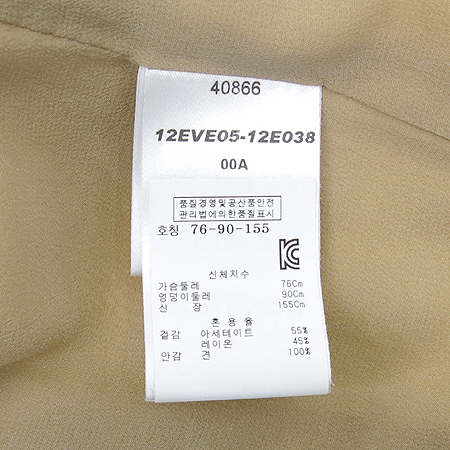 40866
12EVE05-12E038
00A
품질경영및공산품안전
관리법에의한품질표시
호칭 76-90-155
신체치수
가슴둘레 76Cm
엉덩이둘레 90Cm
신 장 155Cm
혼용율
겉감 아세테이트 55%
레이온 45%
안감 견 100%